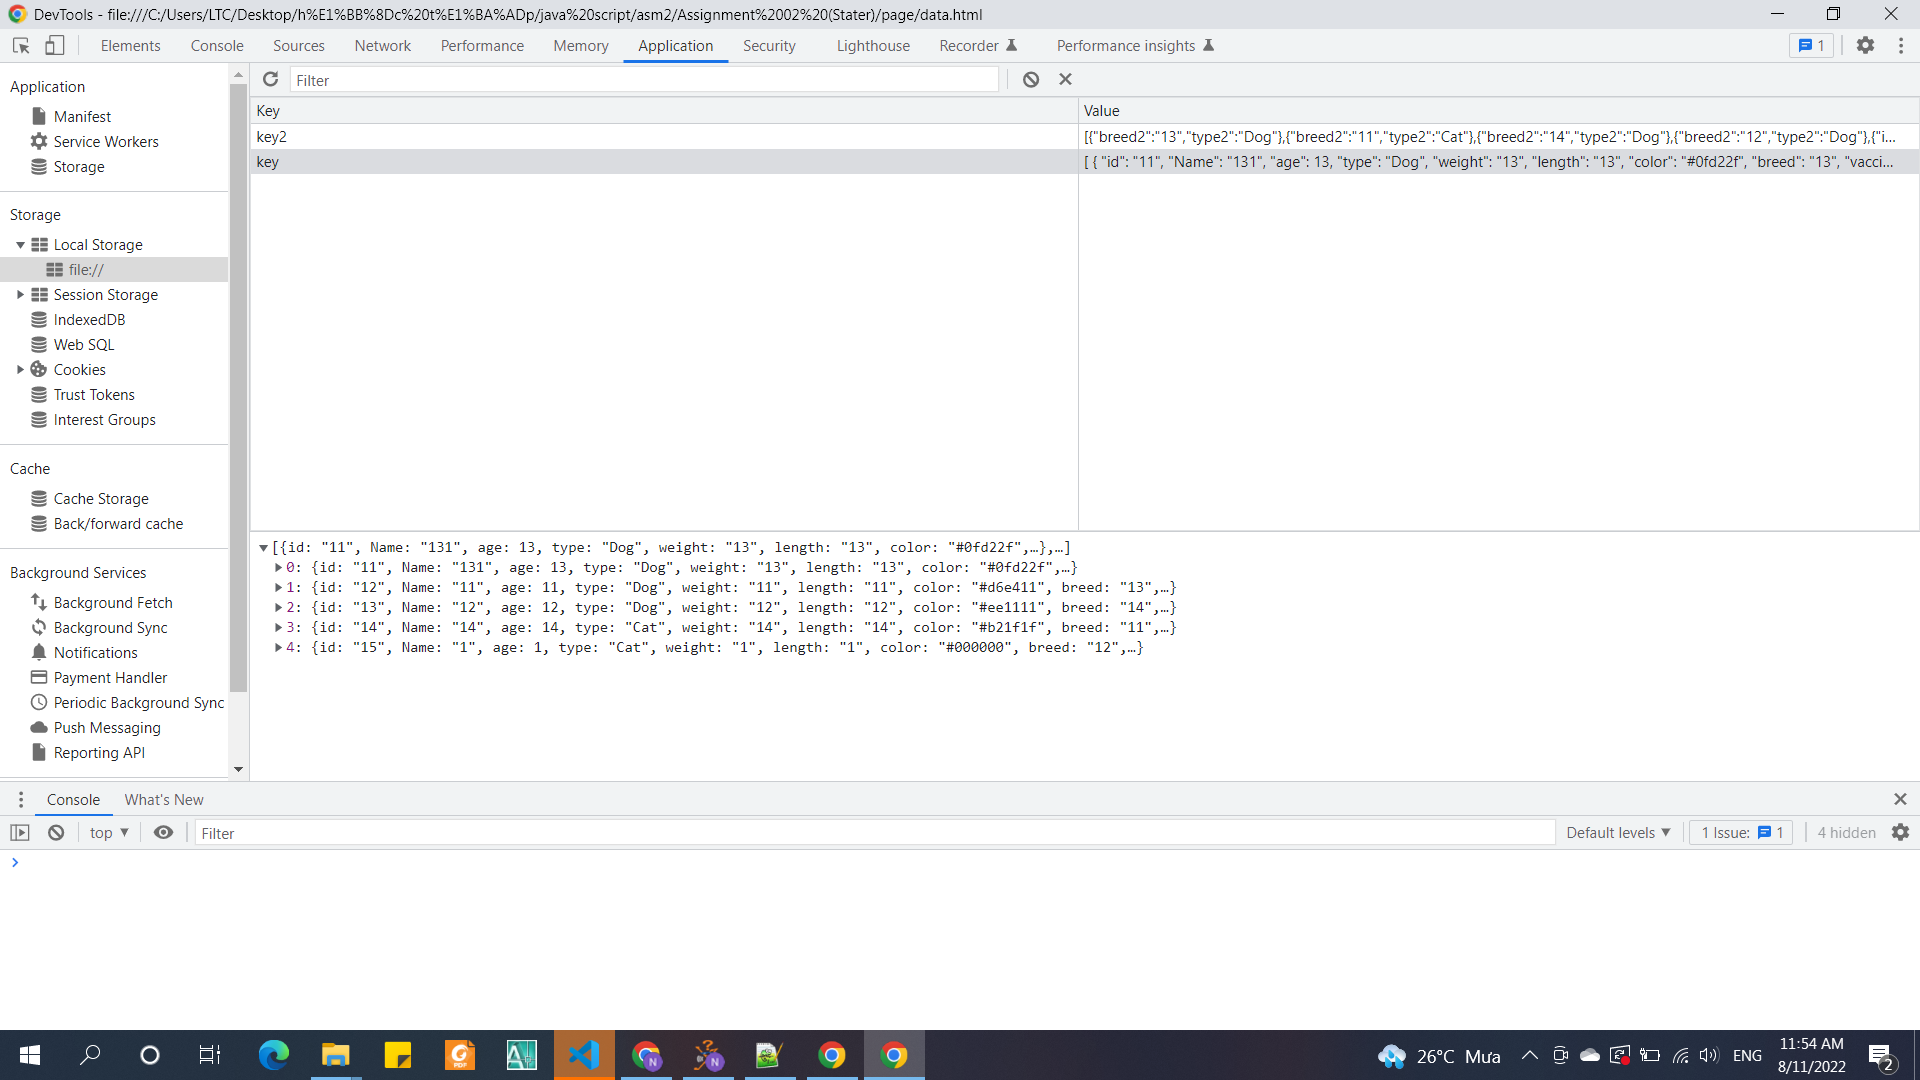 DevTools - file:///C:/Users/LTC/Desktop/h%E1%BB%8Dc%20t%E1%BA%ADp/java%20script/asm2/Assignment%2002%20(Stater)/page/data.html
Elements Console Sources Network Performance Memory Application Security Lighthouse Recorder Performance insights 1
Application
Manifest
Service Workers
Storage
Storage
Local Storage
file://
Session Storage
IndexedDB
Web SQL
Cookies
Trust Tokens
Interest Groups
Cache
Cache Storage
Back/forward cache
Background Services
Background Fetch
Background Sync
Notifications
Payment Handler
Periodic Background Sync
Push Messaging
Reporting API
Filter
Key Value
key2 [{"breed2":"13","type2":"Dog"},{"breed2":"11","type2":"Cat"},{"breed2":"14","type2":"Dog"},{"breed2":"12","type2":"Dog"},{"i...
key [ { "id": "11", "Name": "131", "age": 13, "type": "Dog", "weight": "13", "length": "13", "color": "#0fd22f", "breed": "13", "vacci...
[{id: "11", Name: "131", age: 13, type: "Dog", weight: "13", length: "13", color: "#0fd22f",…},…]
0: {id: "11", Name: "131", age: 13, type: "Dog", weight: "13", length: "13", color: "#0fd22f",…}
1: {id: "12", Name: "11", age: 11, type: "Dog", weight: "11", length: "11", color: "#d6e411", breed: "13",…}
2: {id: "13", Name: "12", age: 12, type: "Dog", weight: "12", length: "12", color: "#ee1111", breed: "14",…}
3: {id: "14", Name: "14", age: 14, type: "Cat", weight: "14", length: "14", color: "#b21f1f", breed: "11",…}
4: {id: "15", Name: "1", age: 1, type: "Cat", weight: "1", length: "1", color: "#000000", breed: "12",…}
Console What's New
top Filter Default levels 1 Issue: 1 4 hidden
26°C Mưa ENG
11:54 AM
8/11/2022
2